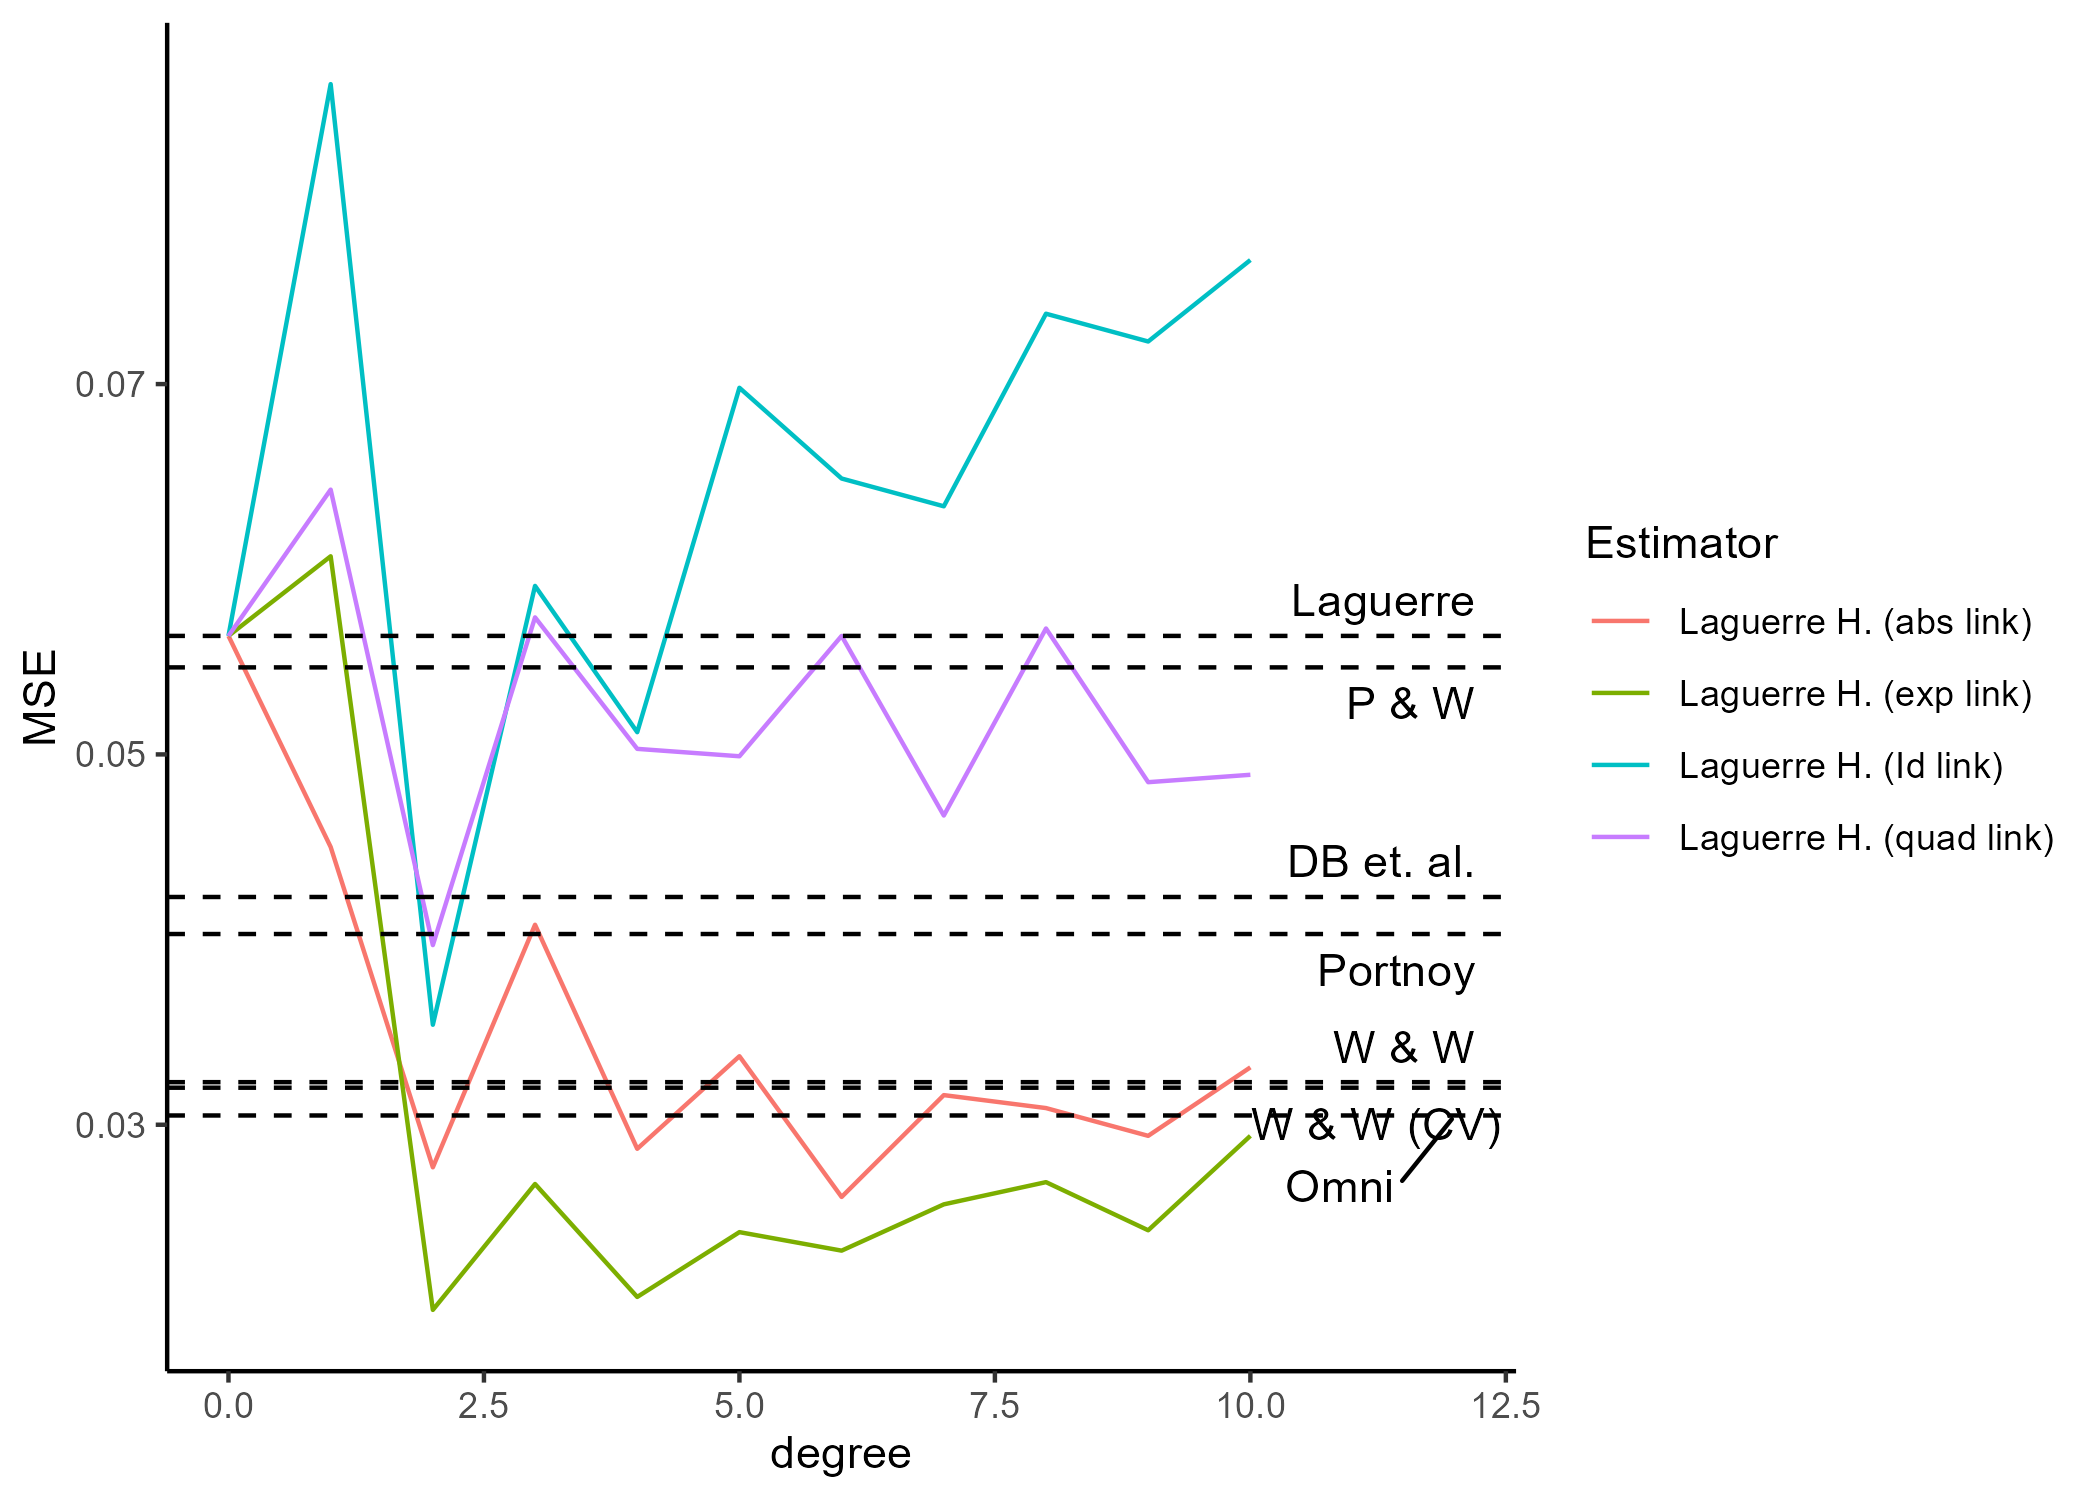 MSE
0.07
0.05
0.03
Laguerre
P & W
DB et. al.
Portnoy
W & W
W & W (CV)
Omni
0.0 2.5 5.0 7.5 10.0 12.5
degree
Estimator
Laguerre H. (abs link)
Laguerre H. (exp link)
Laguerre H. (Id link)
Laguerre H. (quad link)